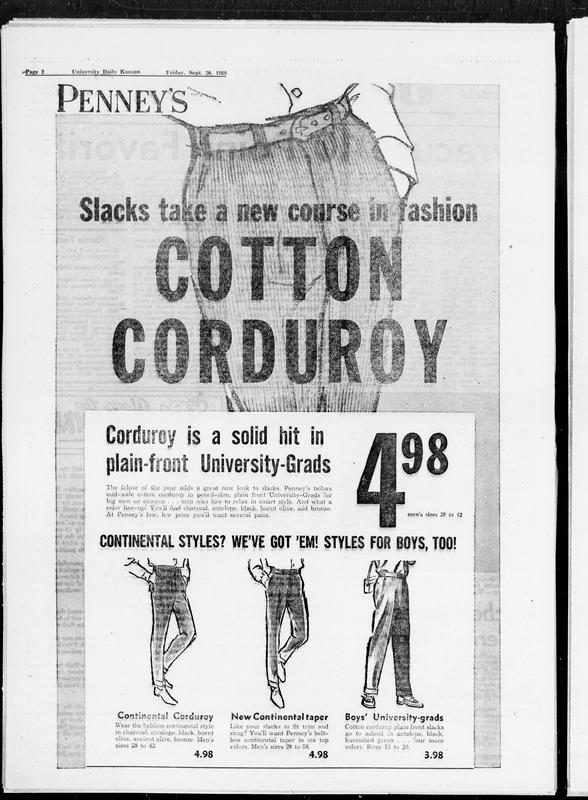 Page 2 University Daily Kansan Friday, Sept. 30, 1960
PENNEY'S
Slacks take a new course in fashion
COTTON
CORDUROY
Corduroy is a solid hit in
plain-front University-Grads
4.98
men's sizes 29 to 42
The fabric of the year adds a great new look to slacks. Penney's tailors
mid-wale cotton corduroy in pencil-slim, plain front University-Grads for
big men on campus . . . men who like to relax in smart style. And what a
color line-up! You'll find charcoal, antelope, black, burnt olive, and bronze.
At Penney's low, low price you'll want several pairs.
CONTINENTAL STYLES? WE'VE GOT 'EM! STYLES FOR BOYS, TOO!
Continental Corduroy
Wear the beltless continental style
in charcoal, antelope, black, burnt
olive, ancient olive, bronze. Men's
sizes 28 to 42.
4.98
New Continental taper
Like your slacks to fit trim and
snug? You'll want Penney's belt-
less continental taper in six top
colors. Men's sizes 28 to 38.
4.98
Boys' University-grads
Cotton corduroy plain front slacks
go to school in antelope, black,
burnished green . . . four more
colors. Sizes 10 to 20.
3.98